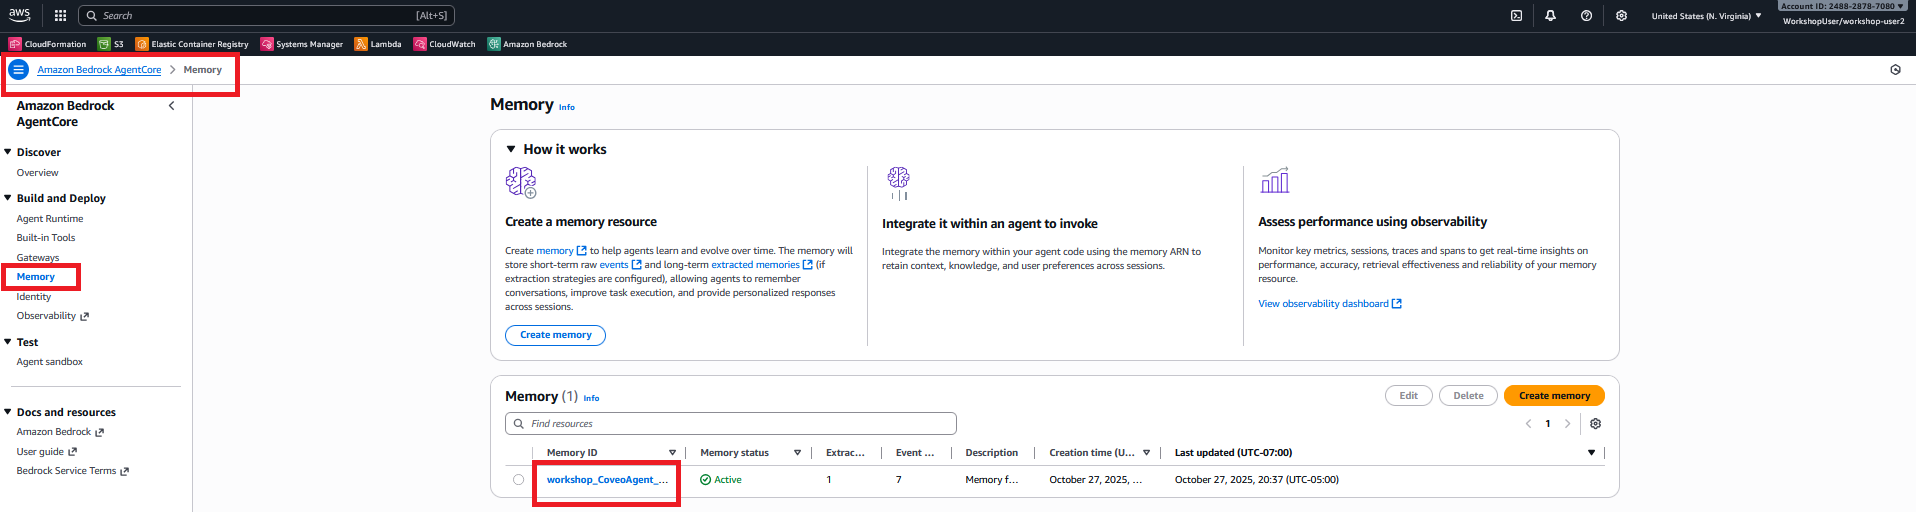 aws
Search
[Alt+S]
United States (N. Virginia) ▼
Account ID: 2488-2878-7080 ▼
WorkshopUser/workshop-user2
CloudFormation
S3
Elastic Container Registry
Systems Manager
Lambda
CloudWatch
Amazon Bedrock
Amazon Bedrock AgentCore > Memory
Amazon Bedrock
AgentCore
Discover
Overview
Build and Deploy
Agent Runtime
Built-in Tools
Gateways
Memory
Identity
Observability
Test
Agent sandbox
Docs and resources
Amazon Bedrock
User guide
Bedrock Service Terms
Memory Info
How it works
Create a memory resource
Create memory to help agents learn and evolve over time. The memory will
store short-term raw events and long-term extracted memories (if
extraction strategies are configured), allowing agents to remember
conversations, improve task execution, and provide personalized responses
across sessions.
Create memory
Integrate it within an agent to invoke
Integrate the memory within your agent code using the memory ARN to
retain context, knowledge, and user preferences across sessions.
Assess performance using observability
Monitor key metrics, sessions, traces and spans to get real-time insights on
performance, accuracy, retrieval effectiveness and reliability of your memory
resource.
View observability dashboard
Memory (1) Info
Edit
Delete
Create memory
Find resources
< 1 >
Memory ID
Memory status
Extrac...
Event ...
Description
Creation time (U...
Last updated (UTC-07:00)
workshop_CoveoAgent_...
Active
1
7
Memory f...
October 27, 2025, ...
October 27, 2025, 20:37 (UTC-05:00)